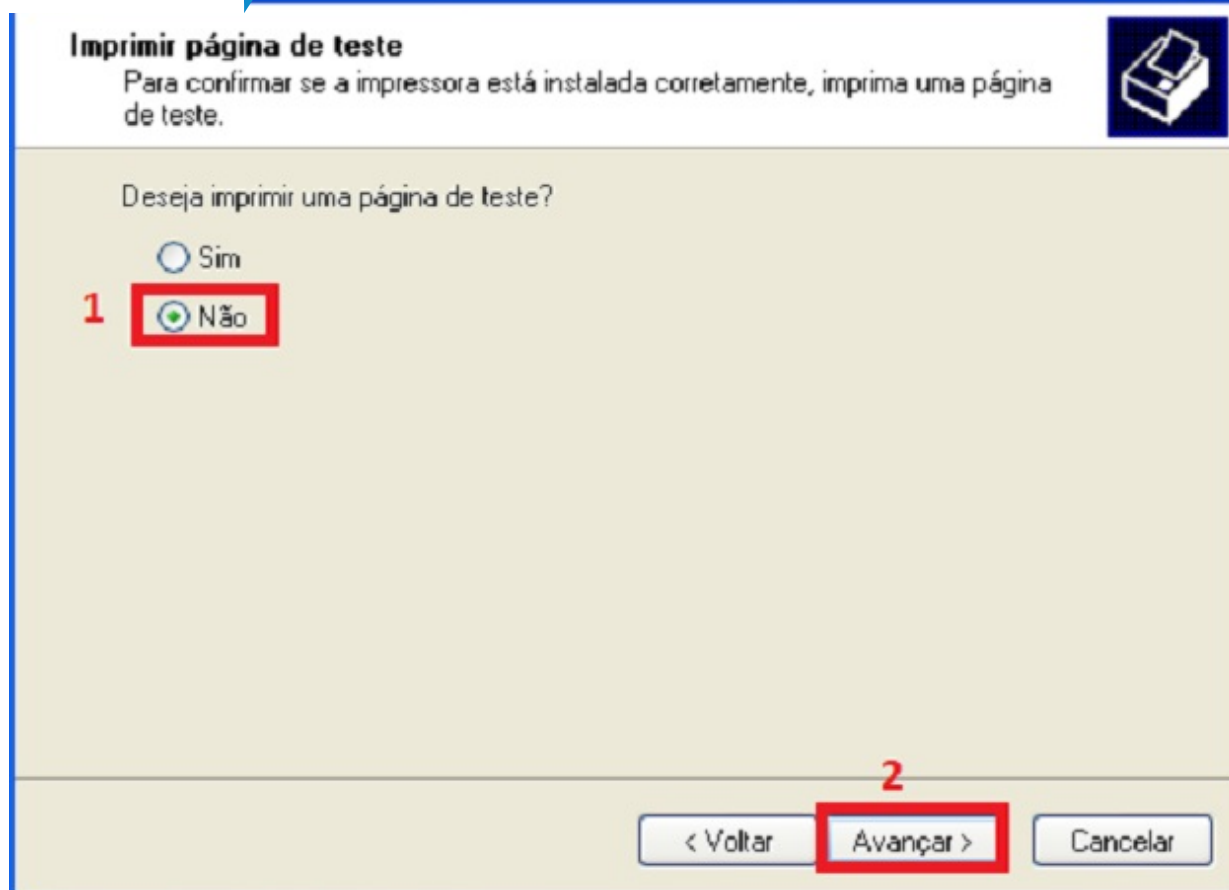 Imprimir página de teste
Para confirmar se a impressora está instalada corretamente, imprima uma página
de teste.
Deseja imprimir uma página de teste?
Sim
1
Não
2
< Voltar
Avançar >
Cancelar